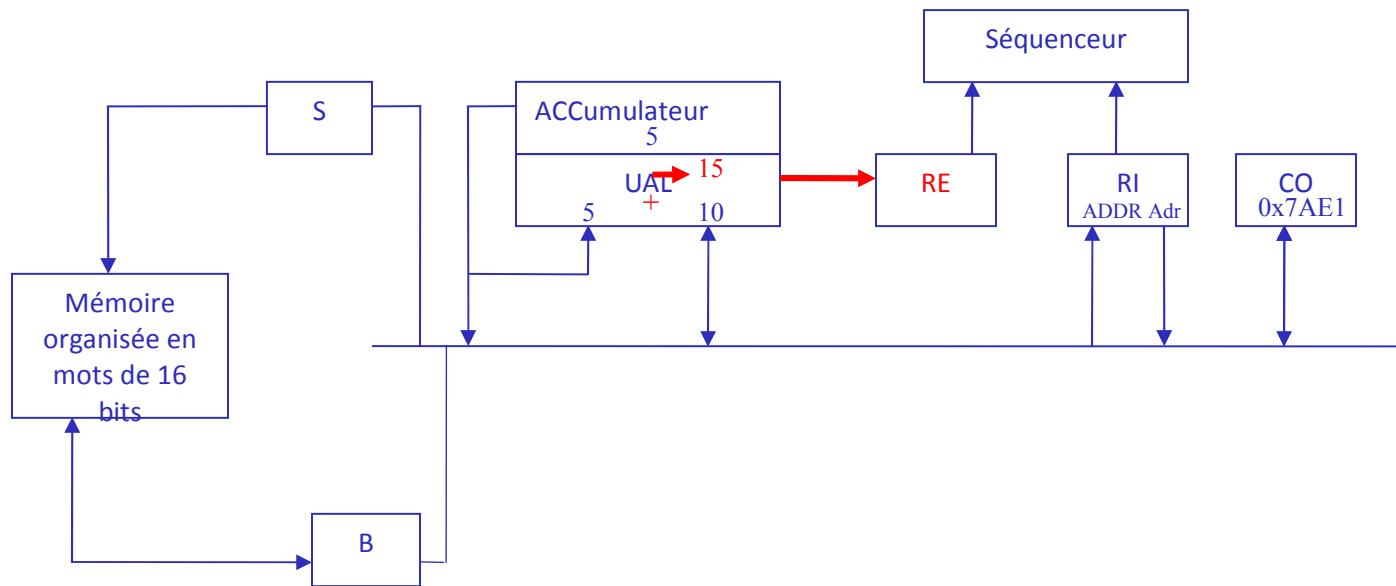 Séquenceur
S
ACCumulateur
5
UAL
15
+
5
10
RE
RI
ADDR Adr
CO
0x7AE1
Mémoire
organisée en
mots de 16
bits
B